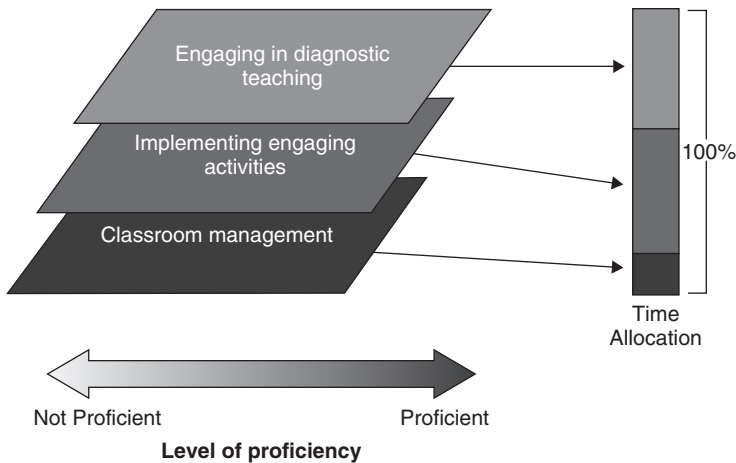 Engaging in diagnostic
teaching
Implementing engaging
activities
Classroom management
100%
Time
Allocation
Not Proficient
Proficient
Level of proficiency